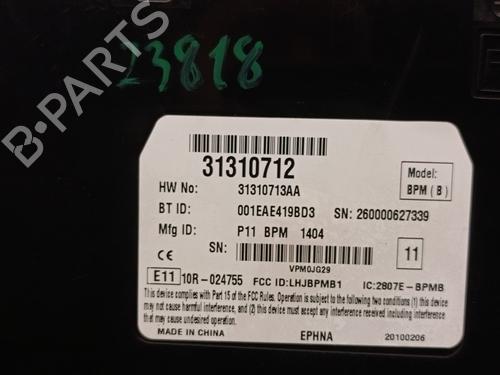 23818
31310712
HW No: 31310713AA
BT ID: 001EAE419BD3 SN: 260000627339
Mfg ID: P11 BPM 1404
SN:
VPM0JG29
Model:
BPM (B)
11
CE
E11 10R-024755 FCC ID:LHJBPMB1 IC:2807E-BPMB
This device complies with Part 15 of the FCC Rules. Operation is subject to the following two conditions: (1) this device
may not cause harmful interference, and (2) this device must accept any interference received, including interference
that may cause undesired operation.
MADE IN CHINA EPHNA 20100206
B-PARTS